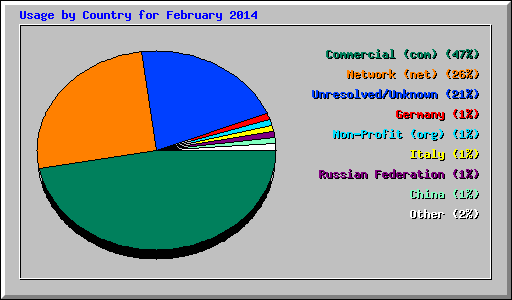 Usage by Country for February 2014
Commercial (com) (47%)
Network (net) (26%)
Unresolved/Unknown (21%)
Germany (1%)
Non-Profit (org) (1%)
Italy (1%)
Russian Federation (1%)
China (1%)
Other (2%)